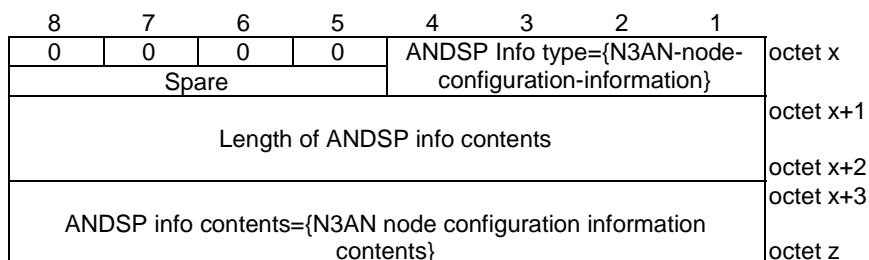 8 7 6 5 4 3 2 1
0 0 0 0 ANDSP Info type={N3AN-node- octet x
Spare configuration-information}
octet x+1
Length of ANDSP info contents
octet x+2
octet x+3
ANDSP info contents={N3AN node configuration information
contents} octet z